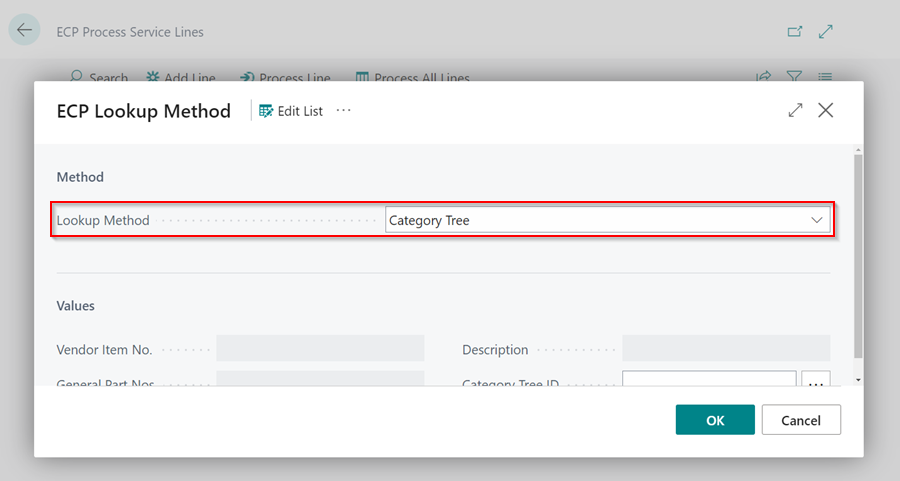 ECP Process Service Lines
Search Add Line Process Line Process All Lines
ECP Lookup Method Edit List ···
Method
Lookup Method Category Tree
Values
Vendor Item No. Description
General Part Nos. Category Tree ID ...
OK Cancel